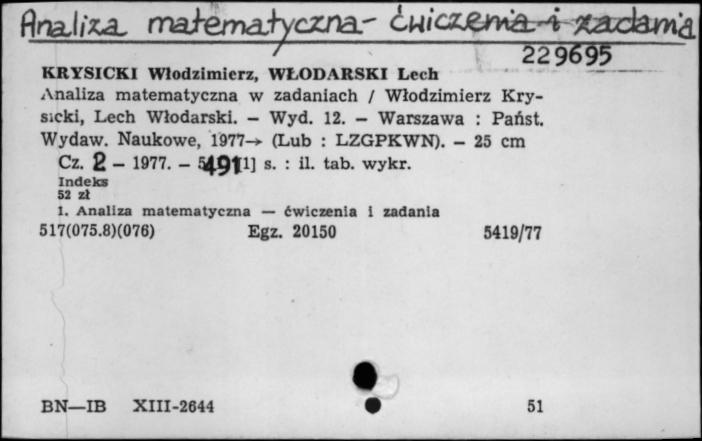 Analiza matematyczna - ćwiczenia i zadania
229695
KRYSICKI Włodzimierz, WŁODARSKI Lech
Analiza matematyczna w zadaniach / Włodzimierz Kry-
sicki, Lech Włodarski. — Wyd. 12. — Warszawa : Państ.
Wydaw. Naukowe, 1977→ (Lub : LZGPKWN). — 25 cm
Cz. 2 — 1977. — 491[1] s. : il. tab. wykr.
Indeks
52 zł
1. Analiza matematyczna — ćwiczenia i zadania
517(075.8)(076) Egz. 20150 5419/77
BN—IB XIII-2644 51